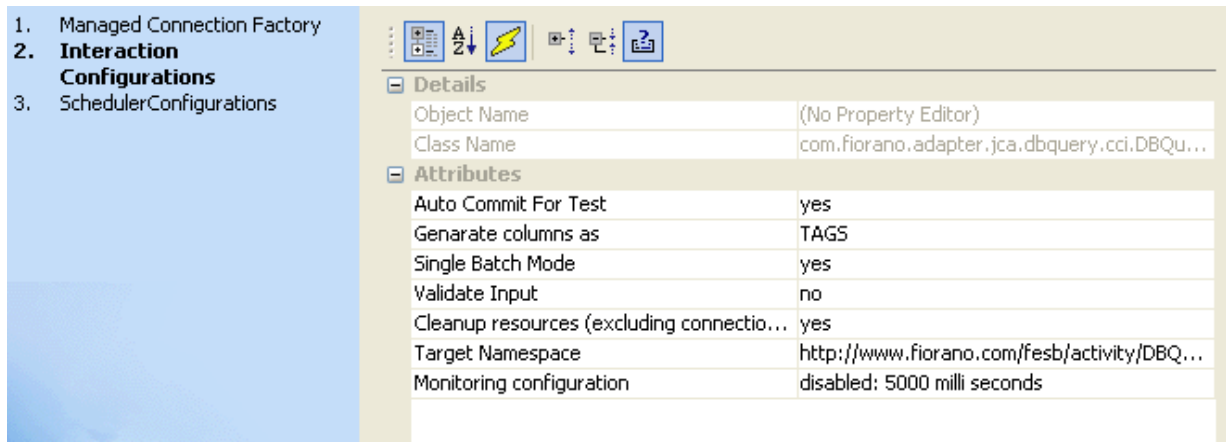 1. Managed Connection Factory
2. Interaction
Configurations
3. SchedulerConfigurations
Details
Object Name (No Property Editor)
Class Name com.fiorano.adapter.jca.dbquery.cci.DBQu...
Attributes
Auto Commit For Test yes
Genarate columns as TAGS
Single Batch Mode yes
Validate Input no
Cleanup resources (excluding connectio... yes
Target Namespace http://www.fiorano.com/fesb/activity/DBQ...
Monitoring configuration disabled: 5000 milli seconds